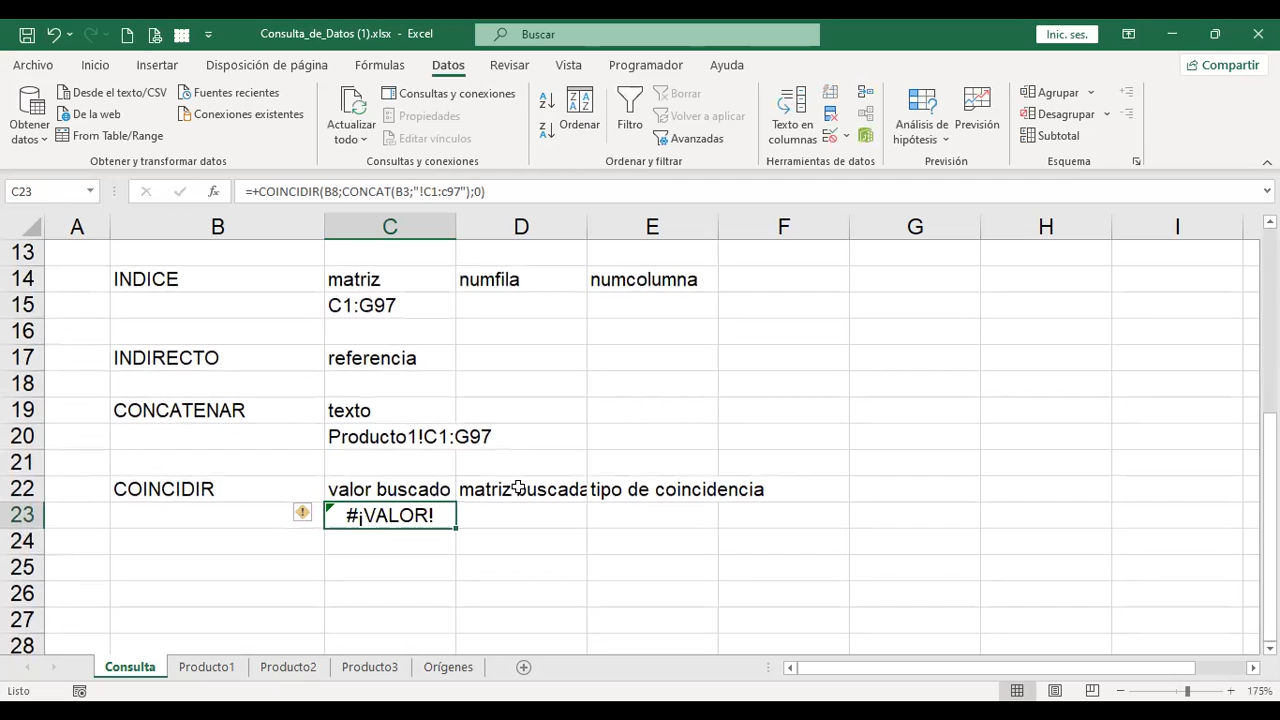 Consulta_de_Datos (1).xlsx - Excel
Buscar
Inic. ses.
Archivo Inicio Insertar Disposición de página Fórmulas Datos Revisar Vista Programador Ayuda Compartir
Obtener datos
Desde el texto/CSV
De la web
From Table/Range
Fuentes recientes
Conexiones existentes
Obtener y transformar datos
Actualizar todo
Consultas y conexiones
Propiedades
Editar vínculos
Consultas y conexiones
Ordenar
Filtro
Borrar
Volver a aplicar
Avanzadas
Ordenar y filtrar
Texto en columnas
Herramientas de datos
Análisis de hipótesis
Previsión
Previsión
Agrupar
Desagrupar
Subtotal
Esquema
C23 fx =+COINCIDIR(B8;CONCAT(B3;"!C1:c97");0)
A B C D E F G H I
13
14 INDICE matriz numfila numcolumna
15 C1:G97
16
17 INDIRECTO referencia
18
19 CONCATENAR texto
20 Producto1!C1:G97
21
22 COINCIDIR valor buscado matriz buscada tipo de coincidencia
23 #¡VALOR!
24
25
26
27
28
Consulta Producto1 Producto2 Producto3 Orígenes
Listo 175%